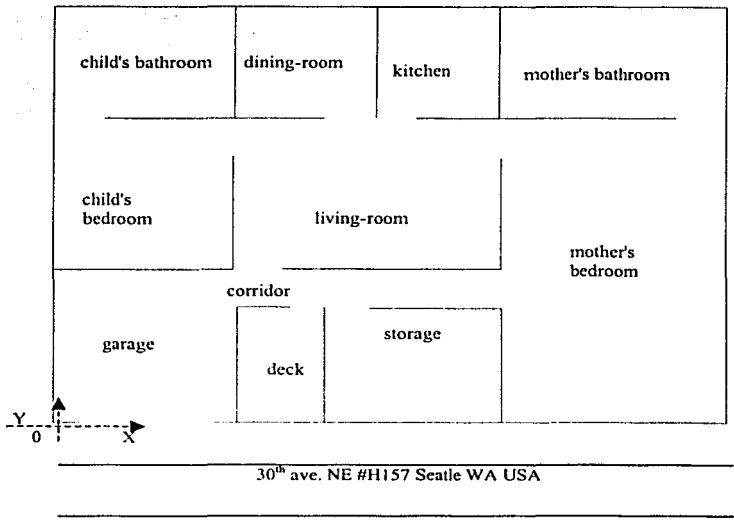 child's bathroom
dining-room
kitchen
mother's bathroom
child's
bedroom
living-room
mother's
bedroom
corridor
garage
storage
deck
Y
0
X
30th ave. NE #H157 Seatle WA USA